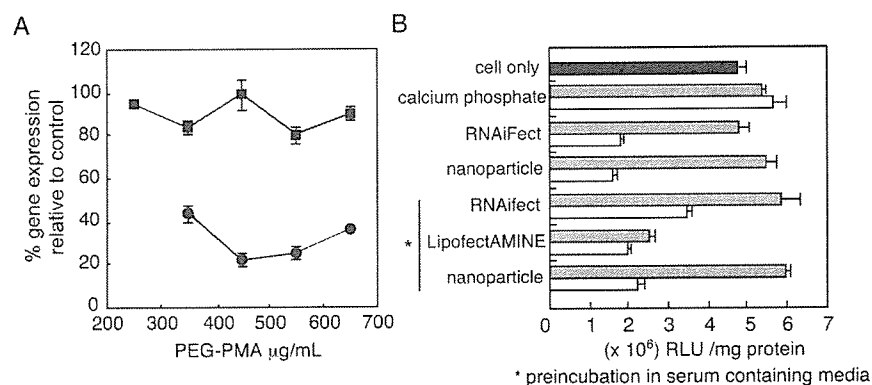 A
% gene expression
relative to control
120
100
80
60
40
20
0
200
300
400
500
600
700
PEG-PMA µg/mL
B
cell only
calcium phosphate
RNAiFect
nanoparticle
RNAifect
* LipofectAMINE
nanoparticle
0
1
2
3
4
5
6
7
(x 10⁶) RLU /mg protein
* preincubation in serum containing media